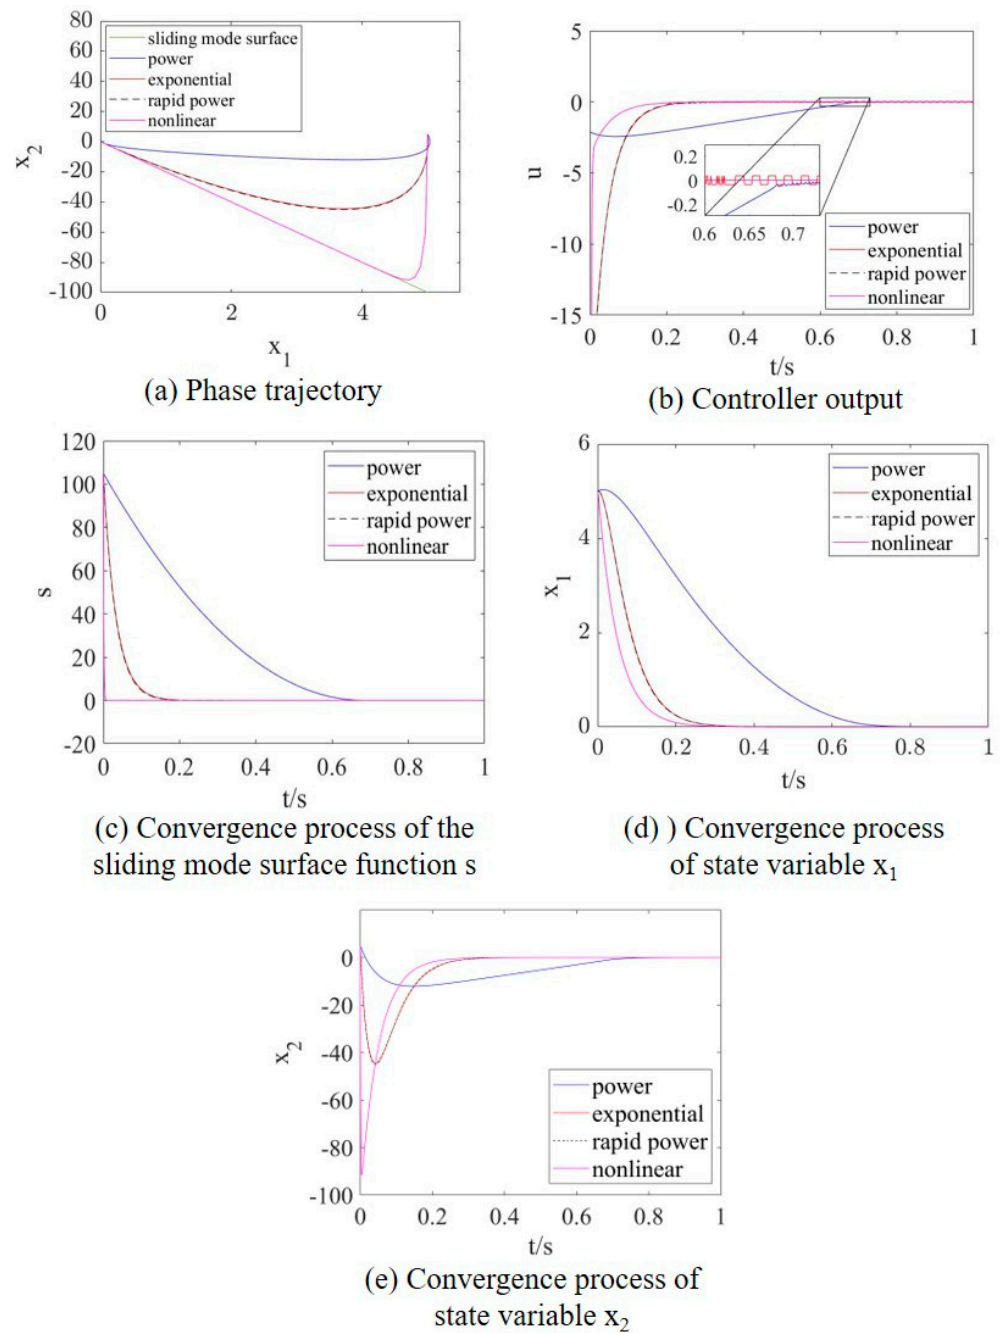 80
60
40
20
0
-20
-40
-60
-80
-100
x2
sliding mode surface
power
exponential
rapid power
nonlinear
0 2 4
x1
(a) Phase trajectory
5
0
-5
-10
-15
u
0.2
0
-0.2
0.6 0.65 0.7
power
exponential
rapid power
nonlinear
0 0.2 0.4 0.6 0.8 1
t/s
(b) Controller output
120
100
80
60
40
20
0
-20
s
power
exponential
rapid power
nonlinear
0 0.2 0.4 0.6 0.8 1
t/s
(c) Convergence process of the
sliding mode surface function s
6
4
2
0
x1
power
exponential
rapid power
nonlinear
0 0.2 0.4 0.6 0.8 1
t/s
(d) ) Convergence process
of state variable x1
0
-20
-40
-60
-80
-100
x2
power
exponential
rapid power
nonlinear
0 0.2 0.4 0.6 0.8 1
t/s
(e) Convergence process of
state variable x2